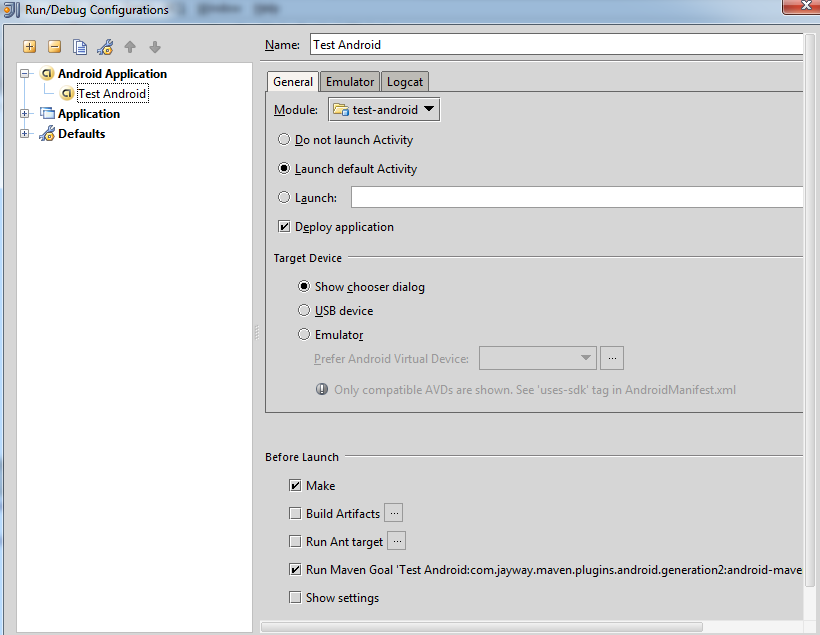 Run/Debug Configurations
Window Help
Name: Test Android
Android Application
Test Android
Application
Defaults
General Emulator Logcat
Module: test-android
Do not launch Activity
Launch default Activity
Launch:
Deploy application
Target Device
Show chooser dialog
USB device
Emulator
Prefer Android Virtual Device: ...
Only compatible AVDs are shown. See 'uses-sdk' tag in AndroidManifest.xml
Before Launch
Make
Build Artifacts ...
Run Ant target ...
Run Maven Goal 'Test Android:com.jayway.maven.plugins.android.generation2:android-mave
Show settings